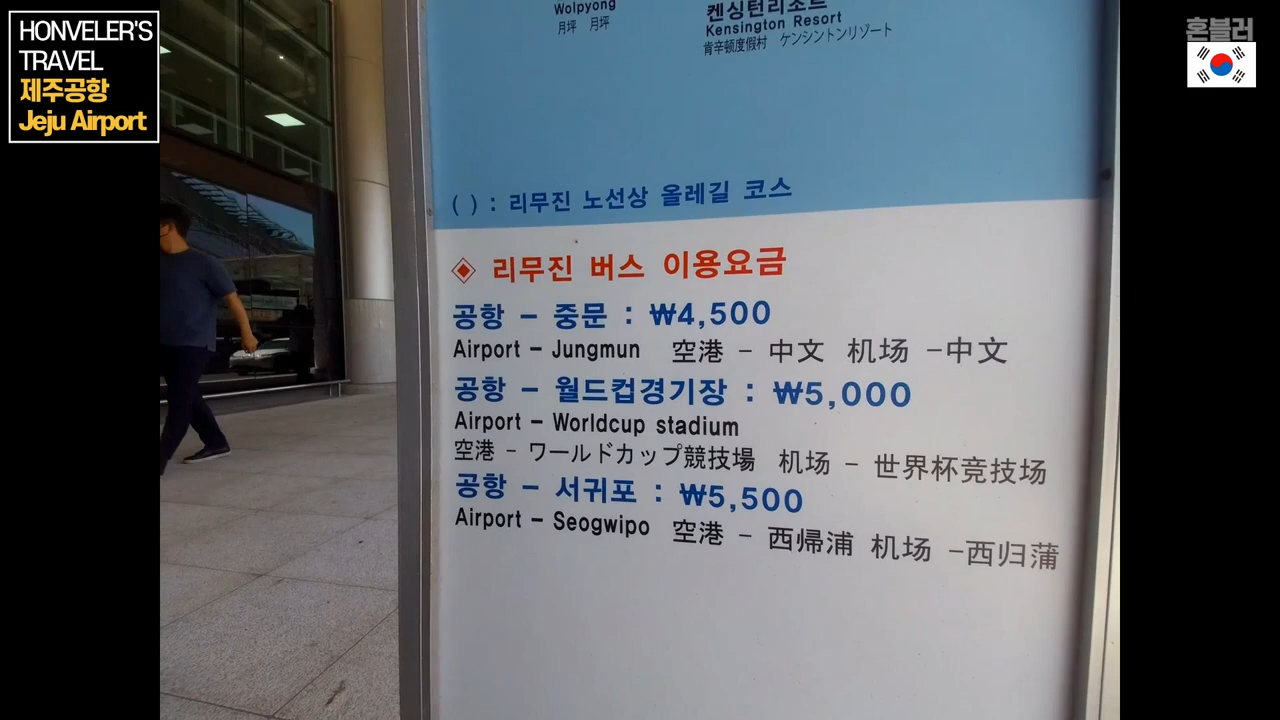 HONVELER'S
TRAVEL
제주공항
Jeju Airport
혼블러
Wolpyong
月坪 月坪
켄싱턴리조트
Kensington Resort
肯辛顿度假村 ケンシントンリゾート
( ) : 리무진 노선상 올레길 코스
리무진 버스 이용요금
공항 – 중문 : ₩4,500
Airport – Jungmun 空港 – 中文 机场 –中文
공항 – 월드컵경기장 : ₩5,000
Airport – Worldcup stadium
空港 – ワールドカップ競技場 机场 – 世界杯竞技场
공항 – 서귀포 : ₩5,500
Airport – Seogwipo 空港 – 西帰浦 机场 –西归蒲